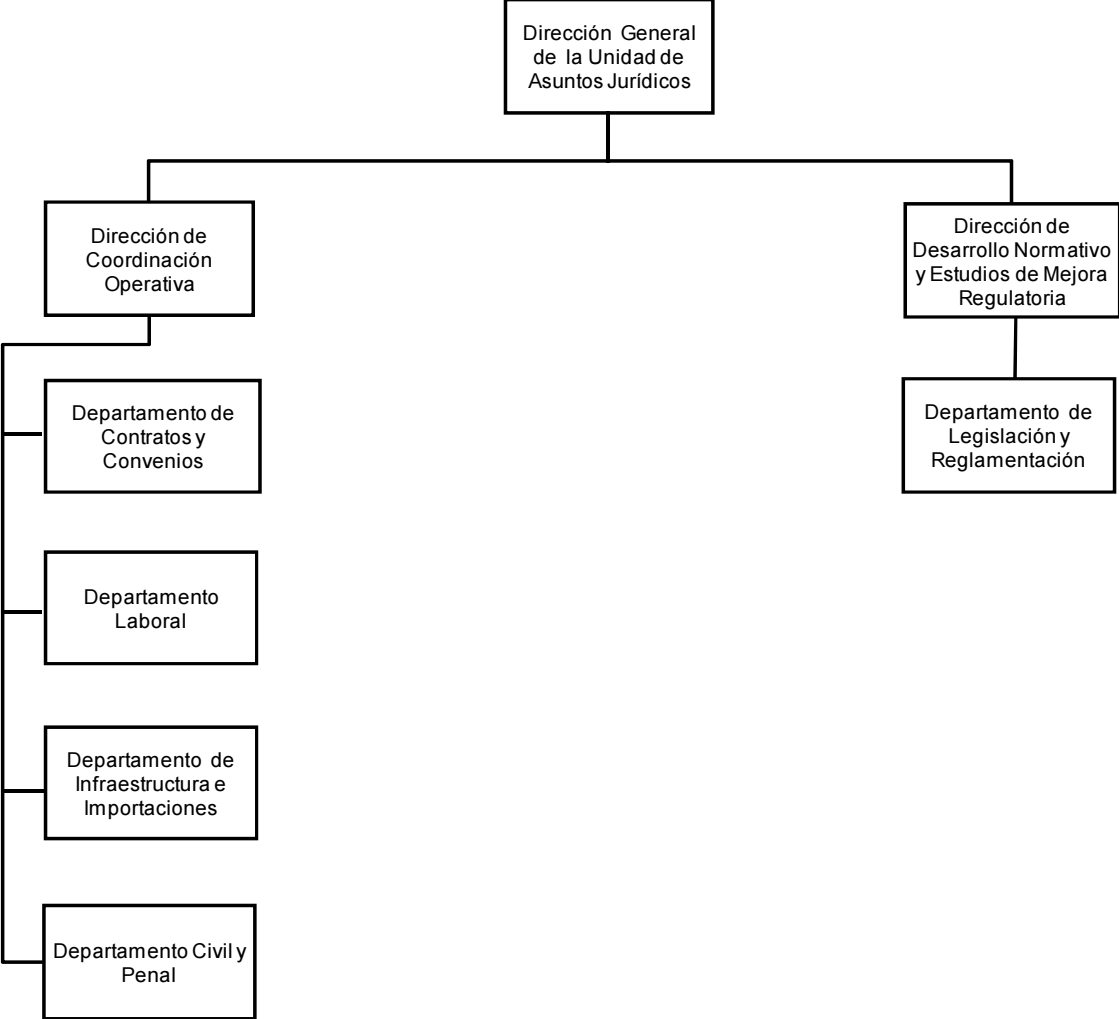 Dirección General
de la Unidad de
Asuntos Jurídicos
Dirección de
Coordinación
Operativa
Dirección de
Desarrollo Normativo
y Estudios de Mejora
Regulatoria
Departamento de
Contratos y
Convenios
Departamento de
Legislación y
Reglamentación
Departamento
Laboral
Departamento de
Infraestructura e
Importaciones
Departamento Civil y
Penal